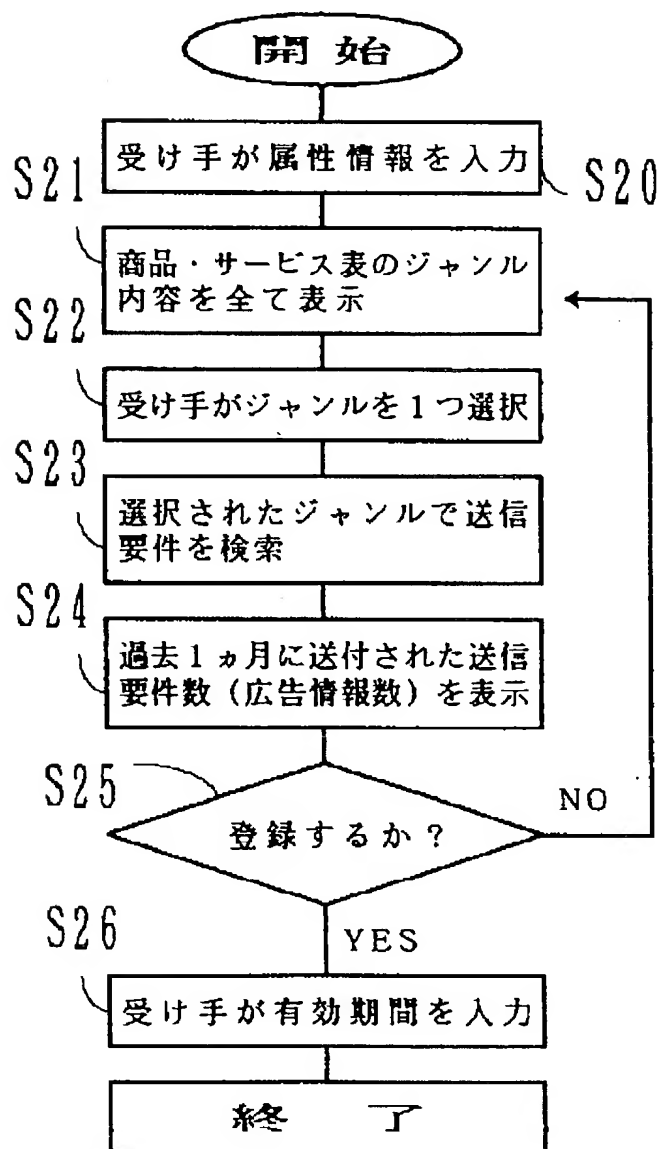 開始
受け手が属性情報を入力
S20
S21
商品・サービス表のジャンル
内容を全て表示
S22
受け手がジャンルを1つ選択
S23
選択されたジャンルで送信
要件を検索
S24
過去1ヵ月に送付された送信
要件数（広告情報数）を表示
S25
登録するか？
NO
YES
S26
受け手が有効期間を入力
終了